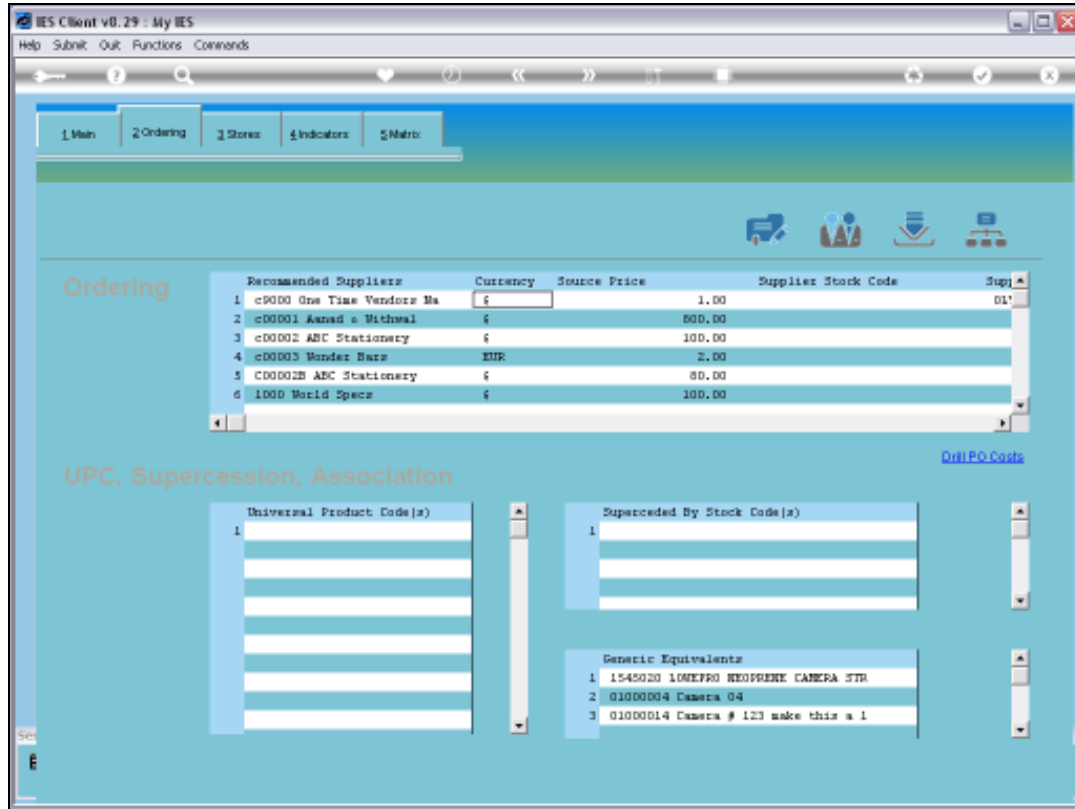 IES Client v8.29 : My IES
Help Submit Quit Functions Commands
1 Main 2 Ordering 3 Stores 4 Indicators 5 Matrix
Ordering
Recommended Suppliers Currency Source Price Supplier Stock Code
1 c9000 One Time Vendors Ma 1.00
2 c00001 800.00
3 c00002 ABC Stationery 100.00
4 c00003 Wonder Bars EUR 2.00
5 C00002B ABC Stationery 80.00
6 1000 World Specs 100.00
Drill PO Costs
UPC, Supercession, Association
Universal Product Code(s)
1
Superceded By Stock Code(s)
1
Generic Equivalents
1 1545020 LOWEPRO NEOPRENE CAMERA STR
2 01000004 Camera 04
3 01000014 Camera # 123 make this a l